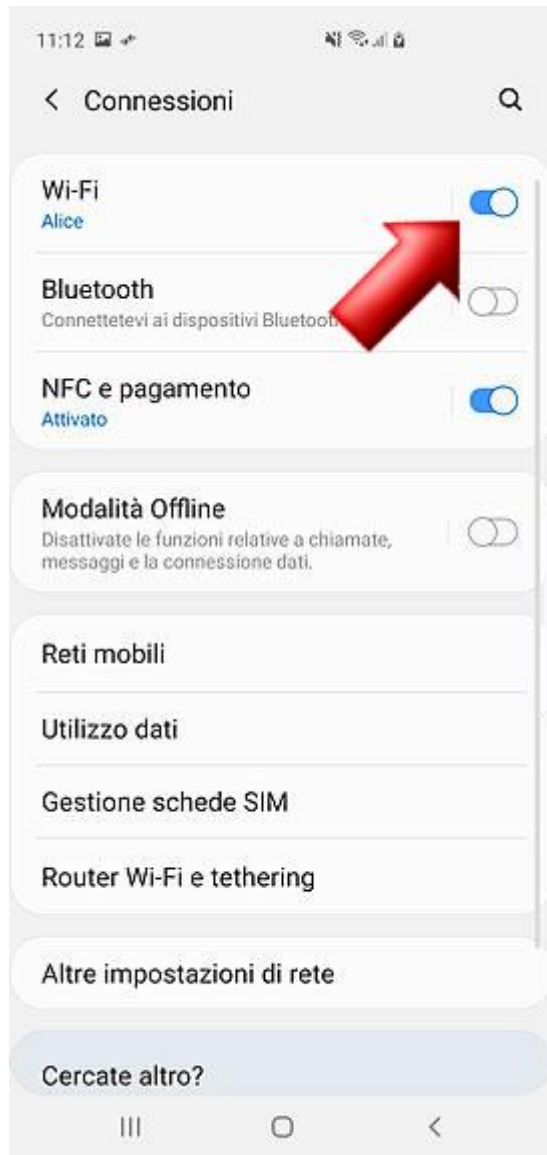 11:12
Connessioni
Wi-Fi
Alice
Bluetooth
Connettetevi ai dispositivi
NFC e pagamento
Attivato
Modalità Offline
Disattivate le funzioni relative a chiamate,
messaggi e la connessione dati.
Reti mobili
Utilizzo dati
Gestione schede SIM
Router Wi-Fi e tethering
Altre impostazioni di rete
Cercate altro?